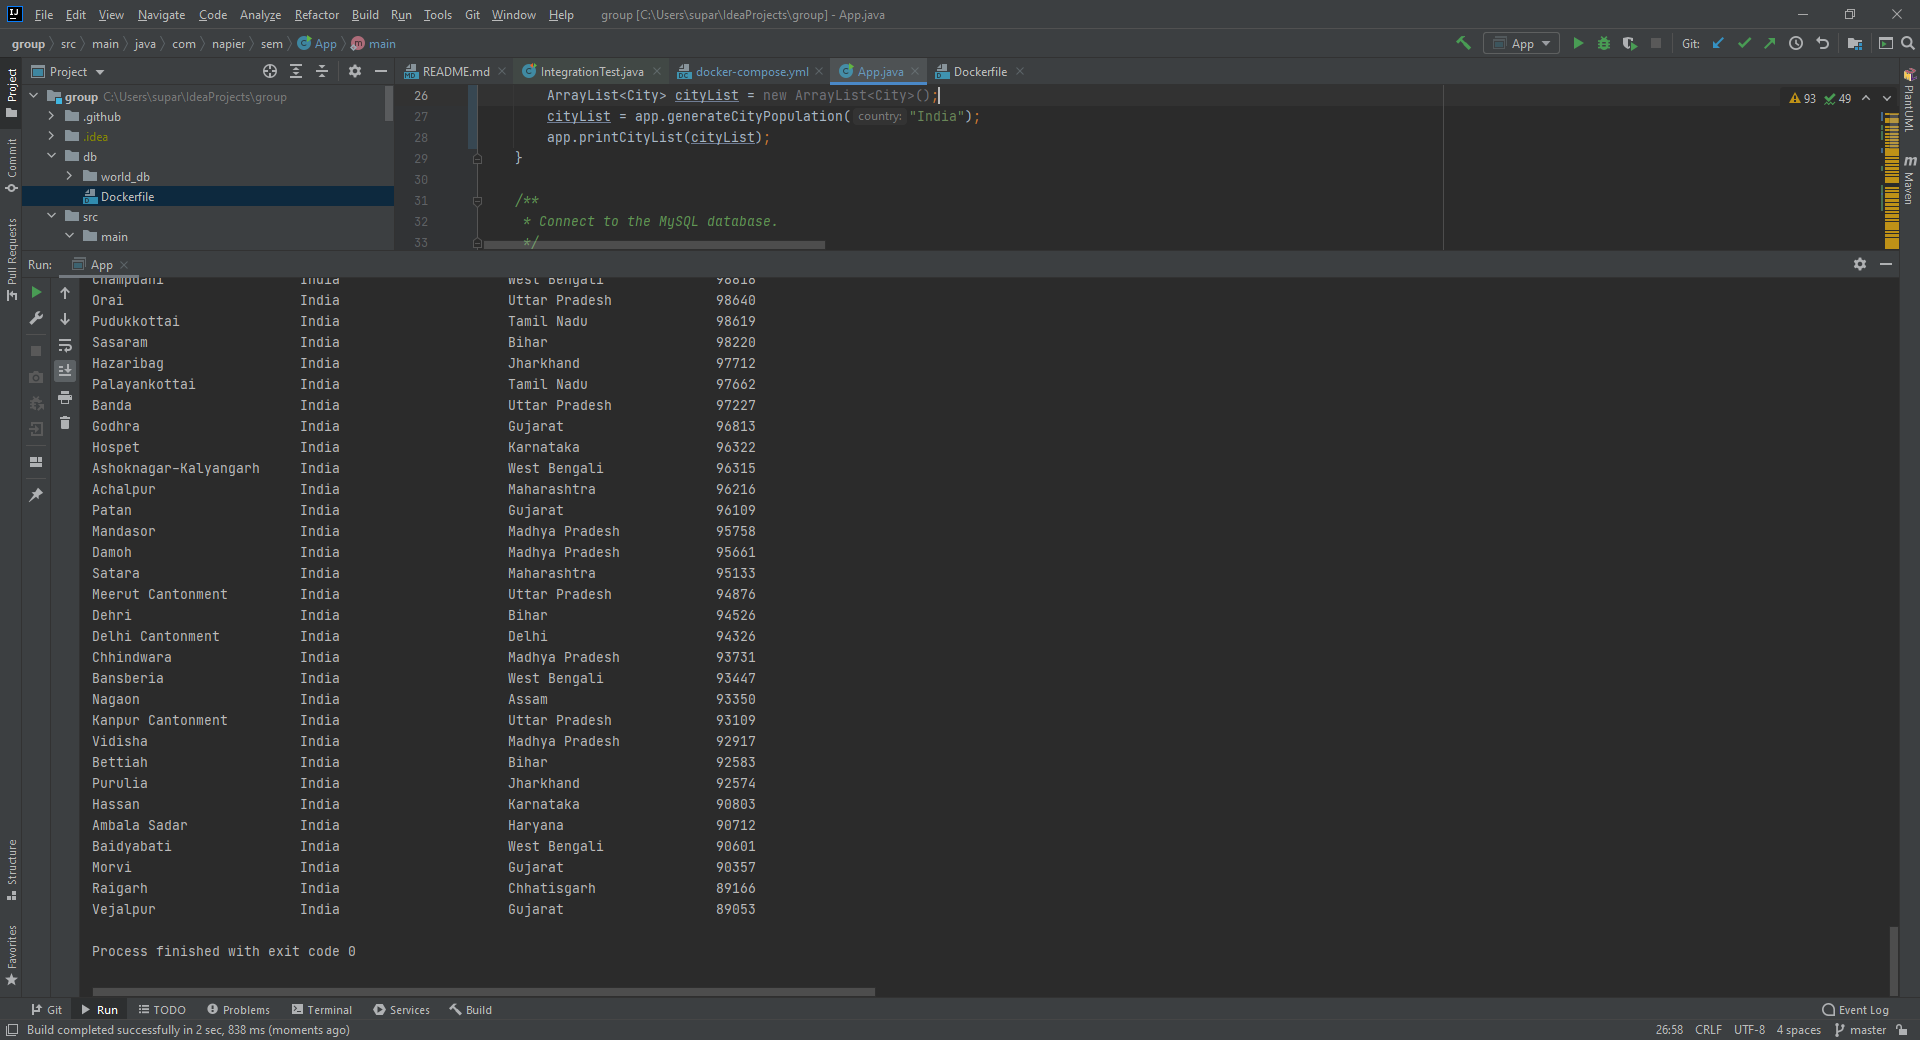 File Edit View Navigate Code Analyze Refactor Build Run Tools Git Window Help group [C:\Users\supar\IdeaProjects\group] - App.java
group src main java com napier sem App main App Git:
Project README.md IntegrationTest.java docker-compose.yml App.java Dockerfile
group C:\Users\supar\IdeaProjects\group
.github
.idea
db
world_db
Dockerfile
src
main
26 ArrayList<City> cityList = new ArrayList<City>();
27 cityList = app.generateCityPopulation( country: "India");
28 app.printCityList(cityList);
29 }
30
31 /**
32 * Connect to the MySQL database.
33 */
93 49
Project
Commit
Pull Requests
Structure
Favorites
PlantUML
Maven
Run: App
Champdani India West Bengali 98818
Orai India Uttar Pradesh 98640
Pudukkottai India Tamil Nadu 98619
Sasaram India Bihar 98220
Hazaribag India Jharkhand 97712
Palayankottai India Tamil Nadu 97662
Banda India Uttar Pradesh 97227
Godhra India Gujarat 96813
Hospet India Karnataka 96322
Ashoknagar-Kalyangarh India West Bengali 96315
Achalpur India Maharashtra 96216
Patan India Gujarat 96109
Mandasor India Madhya Pradesh 95758
Damoh India Madhya Pradesh 95661
Satara India Maharashtra 95133
Meerut Cantonment India Uttar Pradesh 94876
Dehri India Bihar 94526
Delhi Cantonment India Delhi 94326
Chhindwara India Madhya Pradesh 93731
Bansberia India West Bengali 93447
Nagaon India Assam 93350
Kanpur Cantonment India Uttar Pradesh 93109
Vidisha India Madhya Pradesh 92917
Bettiah India Bihar 92583
Purulia India Jharkhand 92574
Hassan India Karnataka 90803
Ambala Sadar India Haryana 90712
Baidyabati India West Bengali 90601
Morvi India Gujarat 90357
Raigarh India Chhatisgarh 89166
Vejalpur India Gujarat 89053
Process finished with exit code 0
Git Run TODO Problems Terminal Services Build Event Log
Build completed successfully in 2 sec, 838 ms (moments ago) 26:58 CRLF UTF-8 4 spaces master